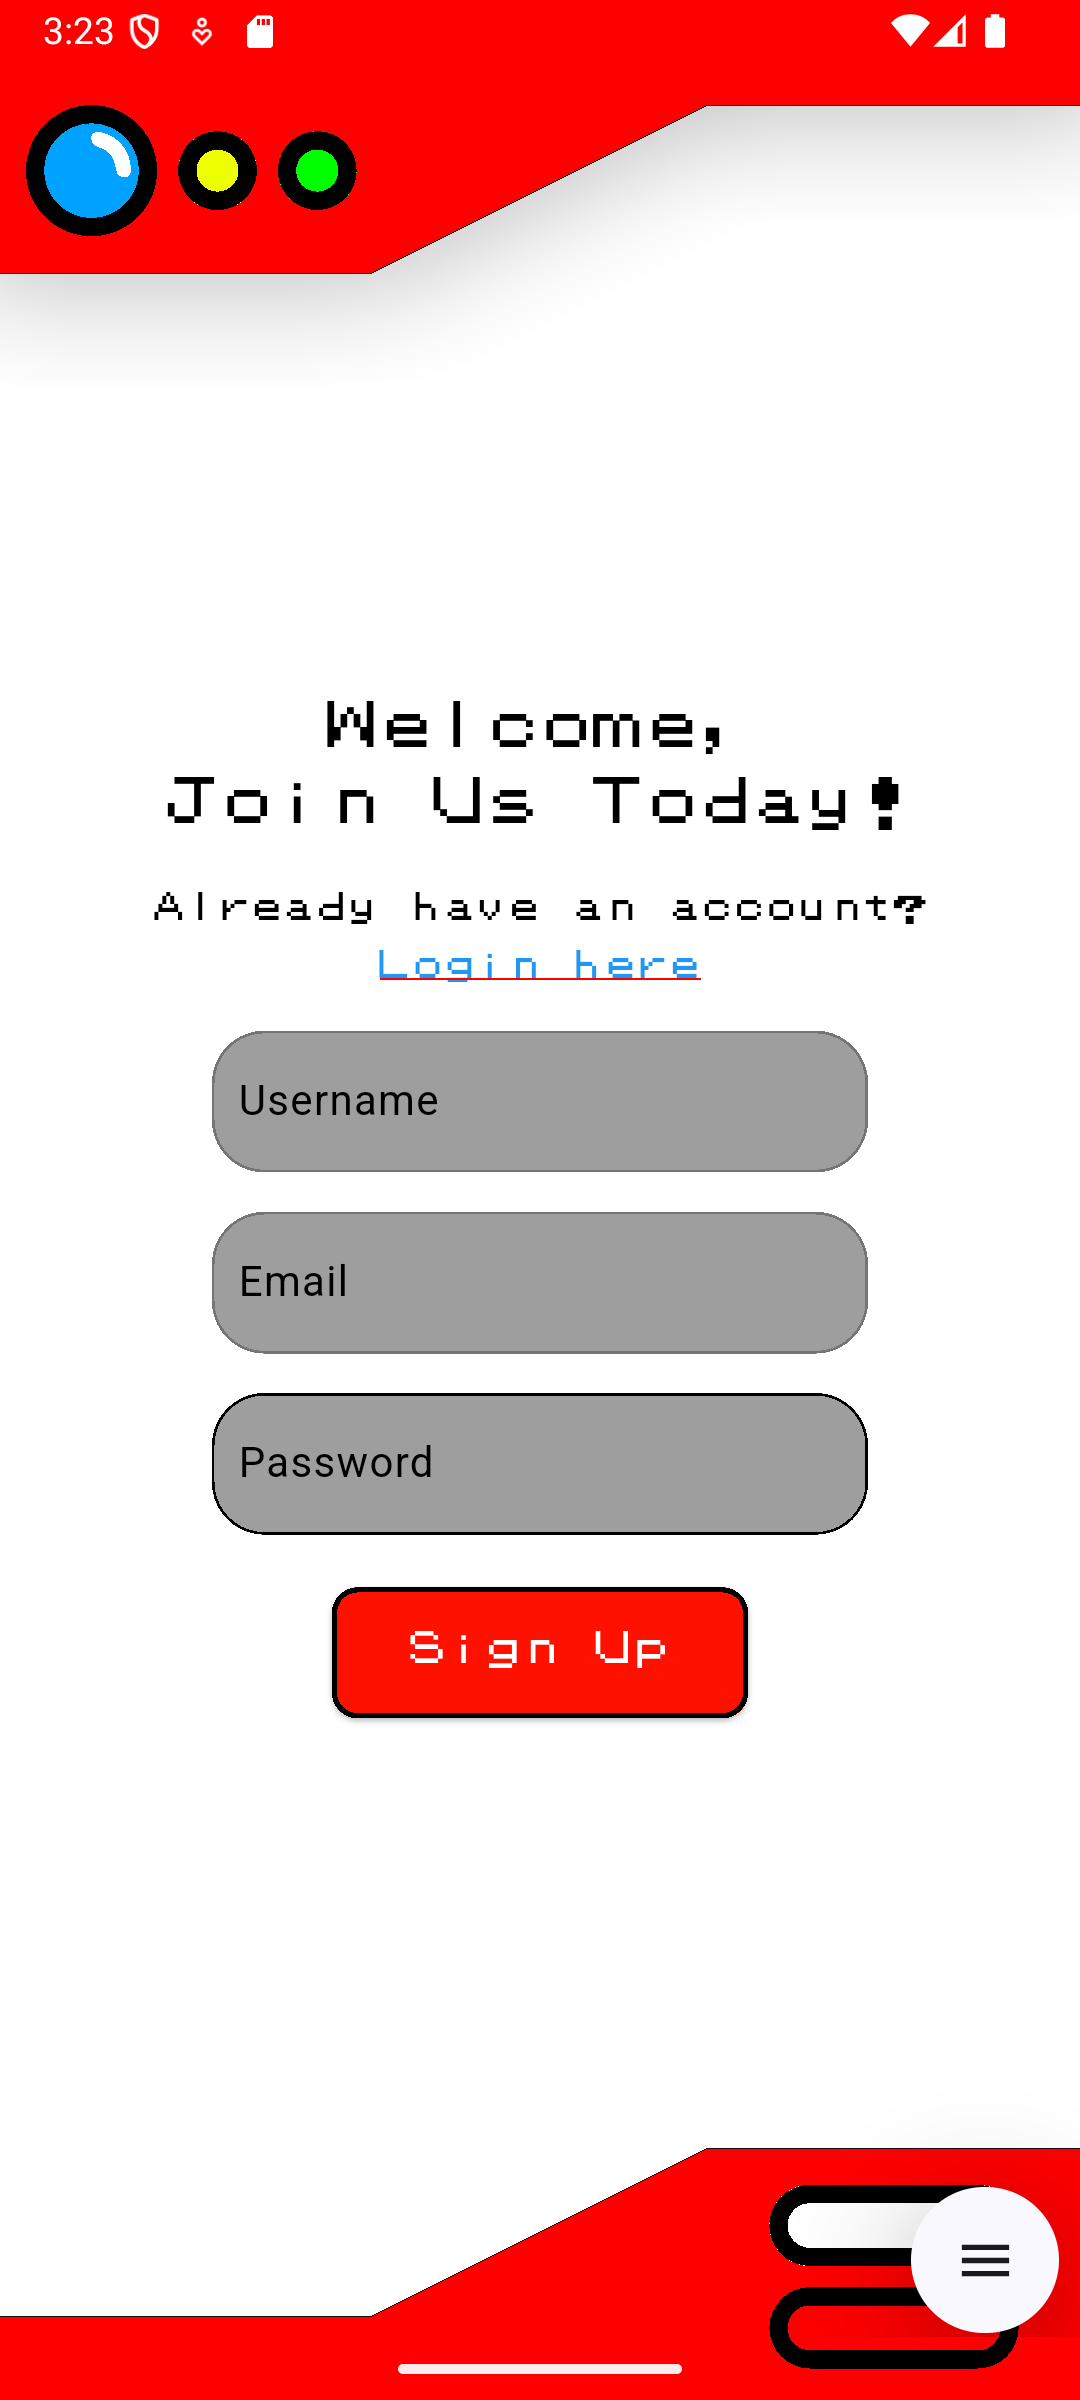 3:23
Welcome,
Join Us Today!
Already have an account?
Login here
Username
Email
Password
Sign Up